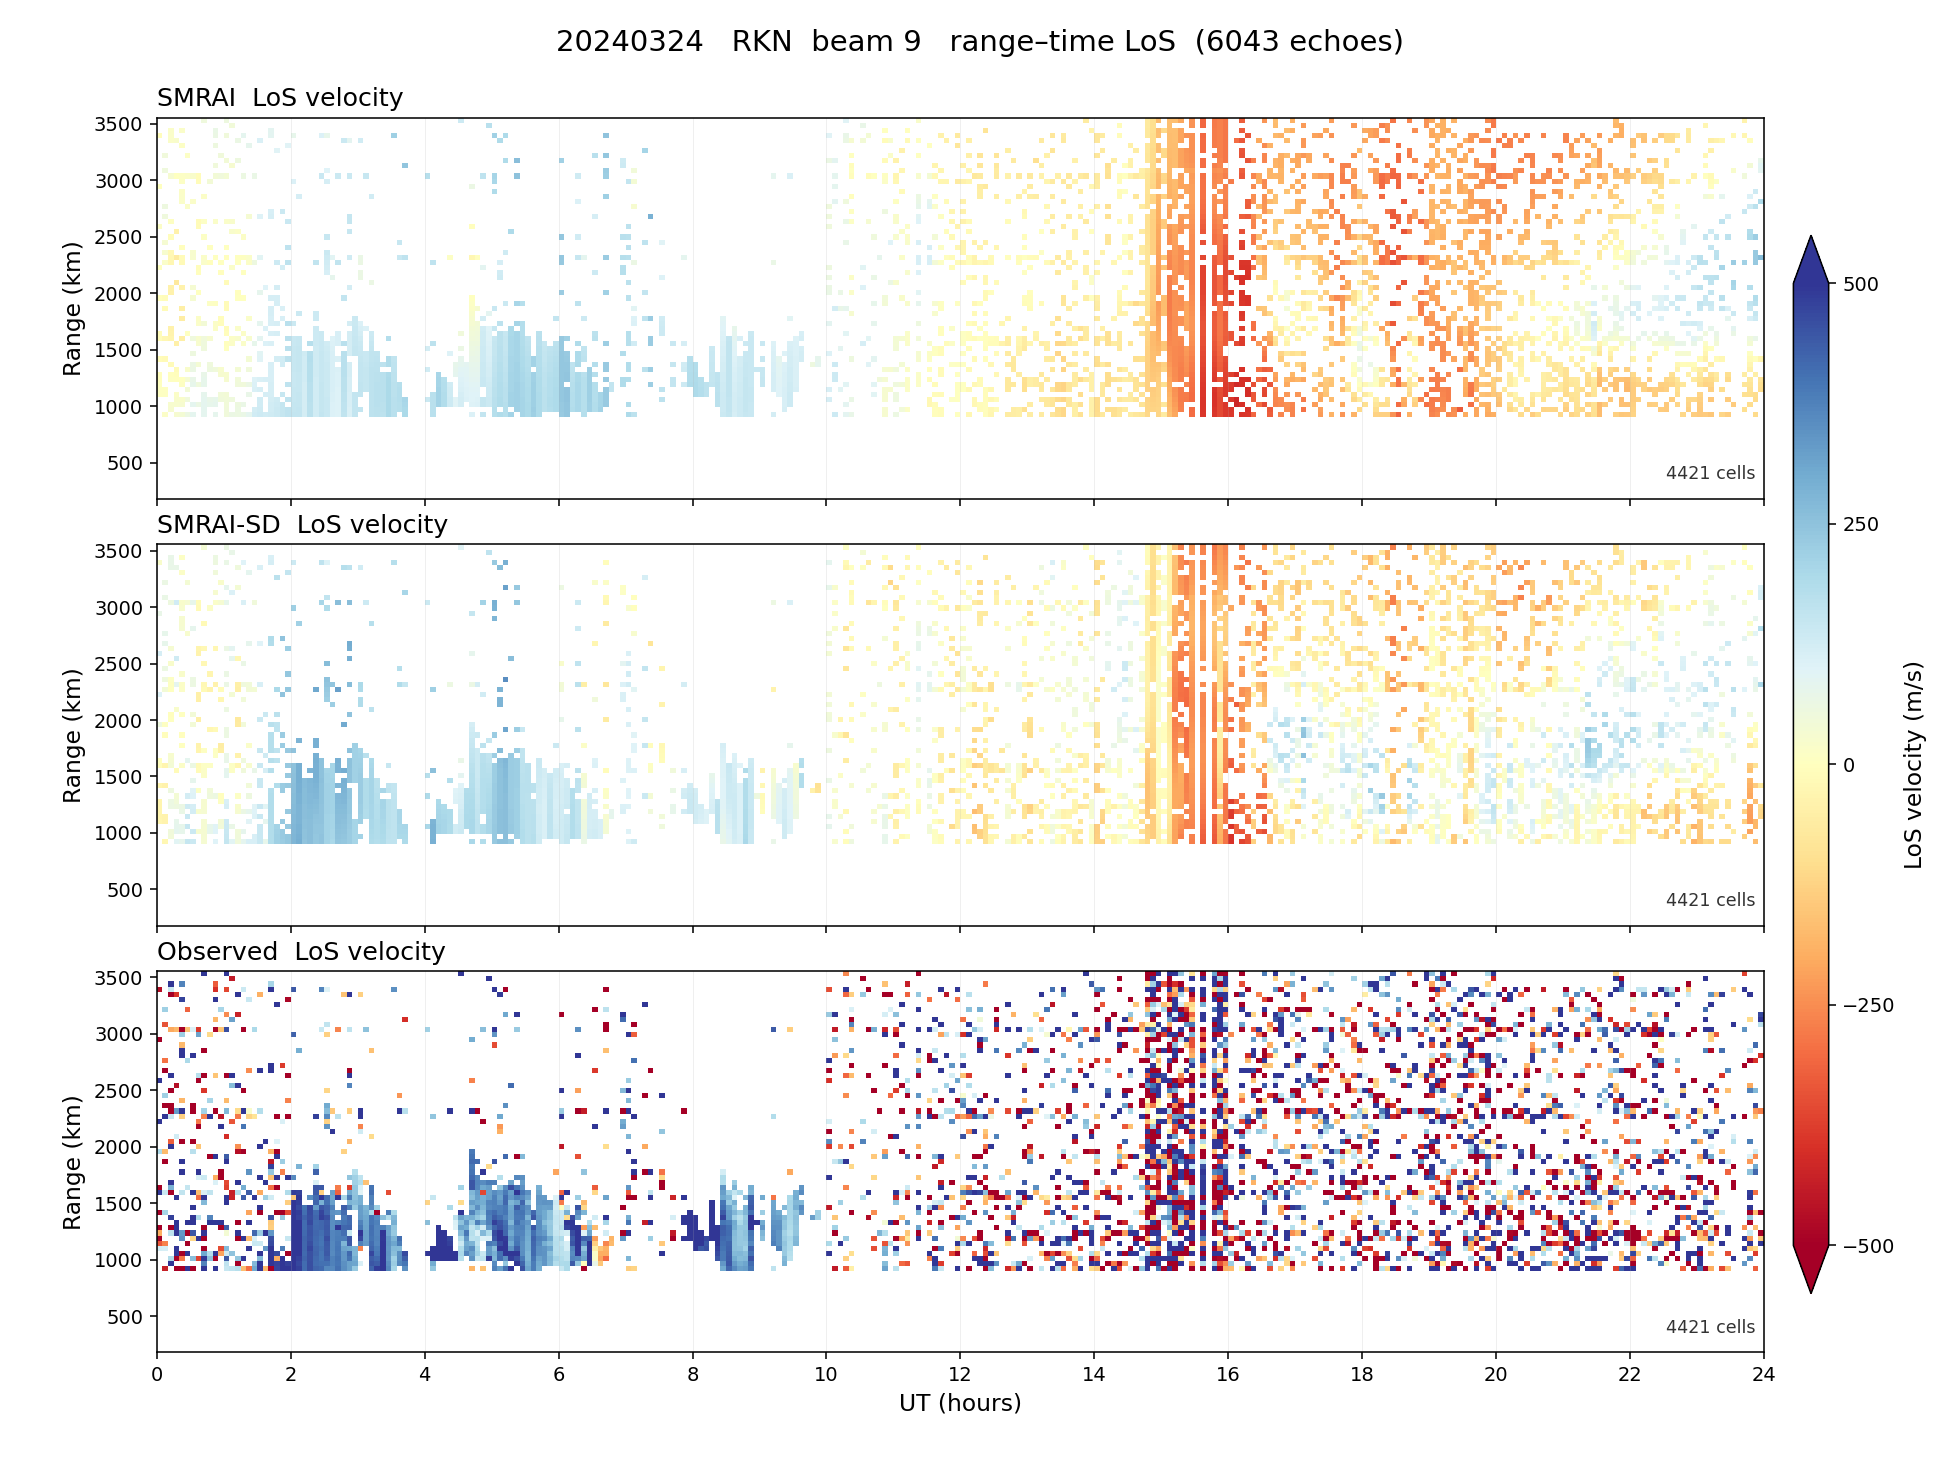 20240324   RKN  beam 9   range–time LoS  (6043 echoes)
SMRAI  LoS velocity
3500
3000
2500
2000
1500
1000
500
Range (km)
4421 cells
SMRAI-SD  LoS velocity
3500
3000
2500
2000
1500
1000
500
Range (km)
4421 cells
Observed  LoS velocity
3500
3000
2500
2000
1500
1000
500
Range (km)
4421 cells
0 2 4 6 8 10 12 14 16 18 20 22 24
UT (hours)
500
250
0
−250
−500
LoS velocity (m/s)